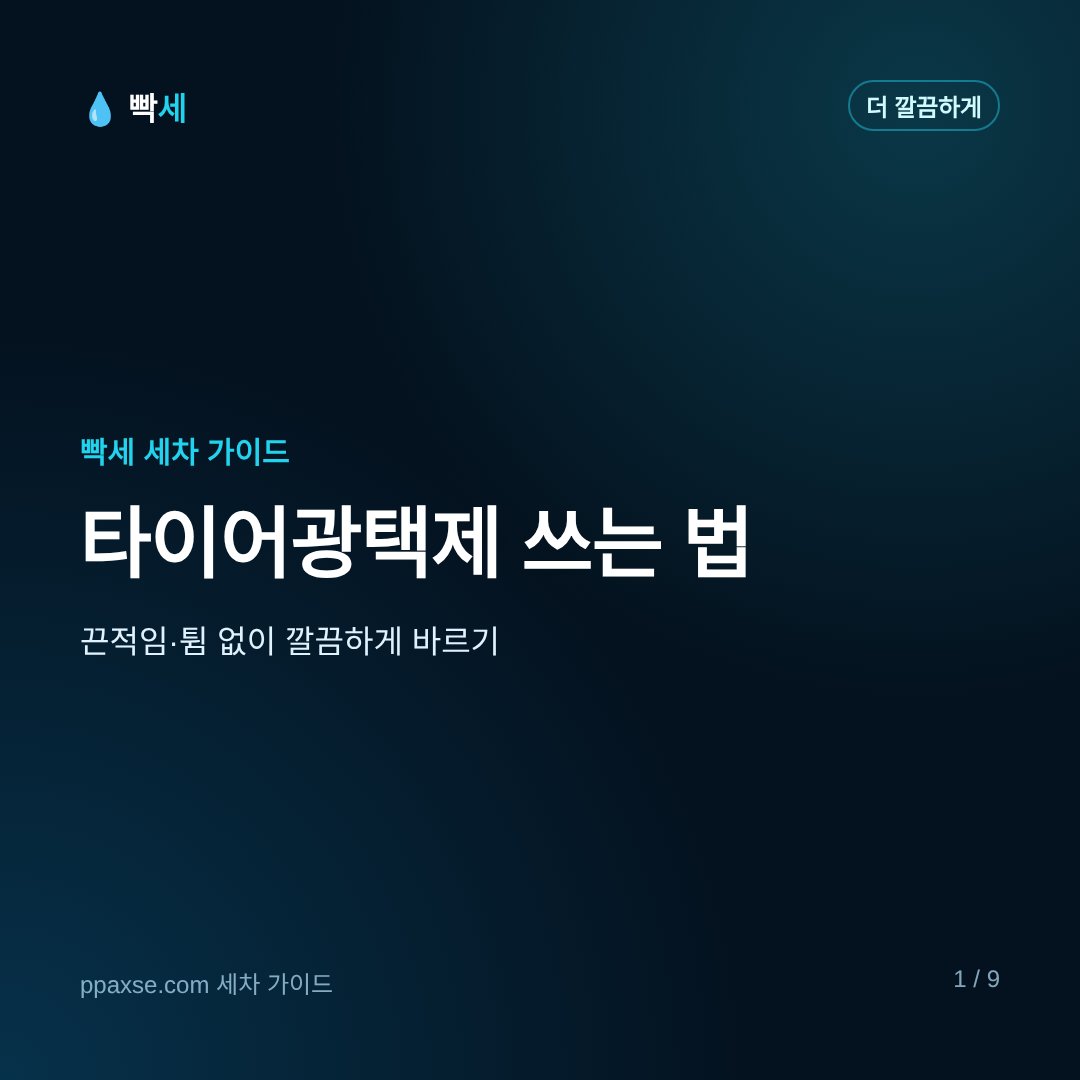 빡세
더 깔끔하게
빡세 세차 가이드
타이어광택제 쓰는 법
끈적임·튐 없이 깔끔하게 바르기
ppaxse.com 세차 가이드
1 / 9